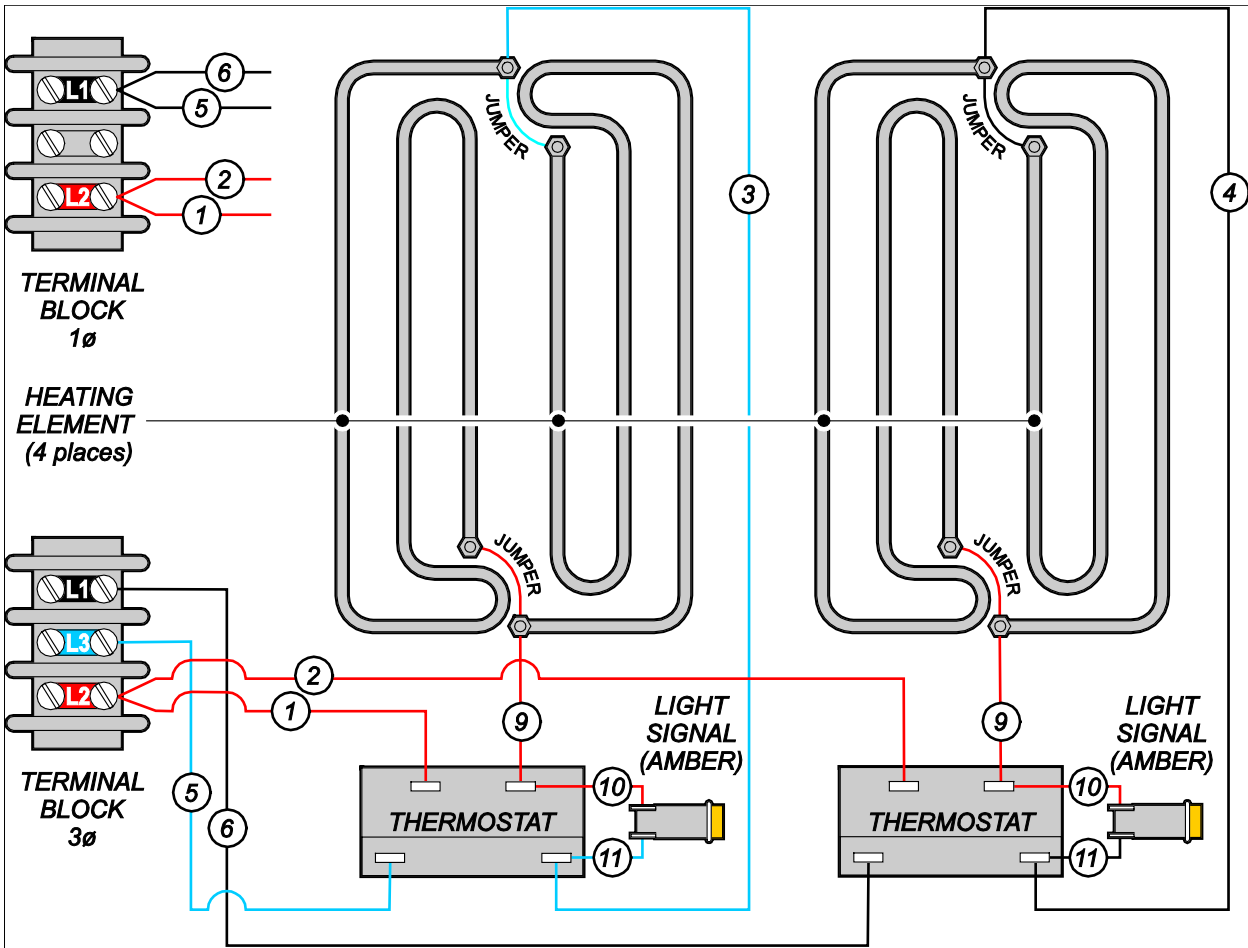 L1
6
5
2
L2
1
TERMINAL
BLOCK
1ø
HEATING
ELEMENT
(4 places)
JUMPER
JUMPER
3
4
JUMPER
JUMPER
L1
L3
L2
2
1
5
6
TERMINAL
BLOCK
3ø
9
LIGHT
SIGNAL
(AMBER)
10
THERMOSTAT
11
9
LIGHT
SIGNAL
(AMBER)
10
THERMOSTAT
11